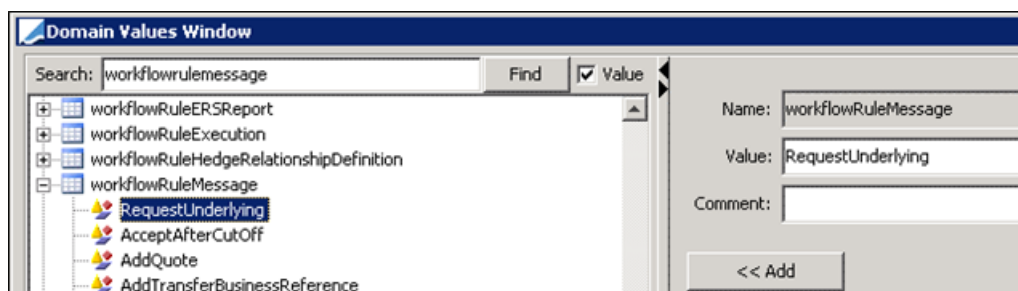 Domain Values Window
Search: workflowrulemessage Find Value
workflowRuleERSReport
workflowRuleExecution
workflowRuleHedgeRelationshipDefinition
workflowRuleMessage
RequestUnderlying
AcceptAfterCutOff
AddQuote
AddTransferBusinessReference
Name: workflowRuleMessage
Value: RequestUnderlying
Comment:
<< Add